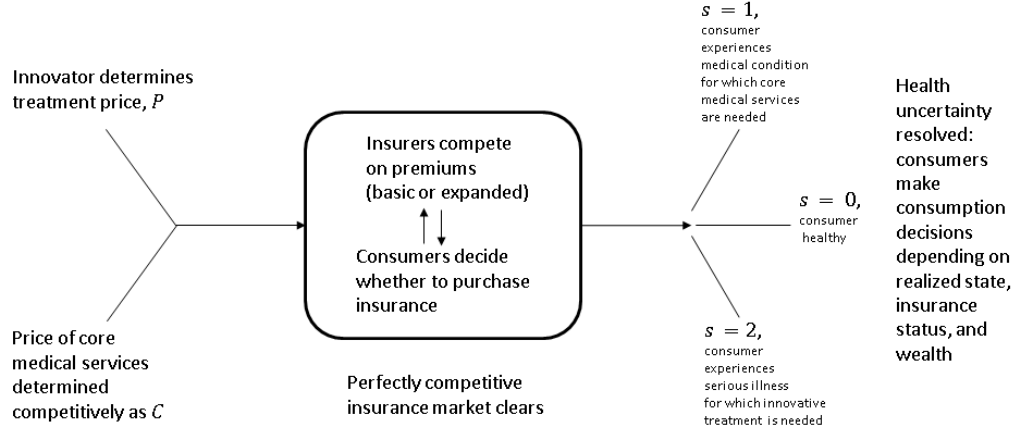 Innovator determines
treatment price, P
Price of core
medical services
determined
competitively as C
Insurers compete
on premiums
(basic or expanded)
Consumers decide
whether to purchase
insurance
Perfectly competitive
insurance market clears
s = 1,
consumer
experiences
medical condition
for which core
medical services
are needed
s = 0,
consumer
healthy
s = 2,
consumer
experiences
serious illness
for which innovative
treatment is needed
Health
uncertainty
resolved:
consumers
make
consumption
decisions
depending on
realized state,
insurance
status, and
wealth